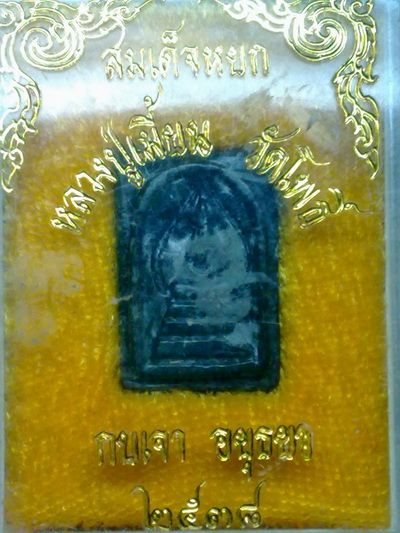 สมเด็จหยก
หลวงปู่เมี้ยน วัดโพธิ์
กบเจา อยุธยา
๒๕๓๘